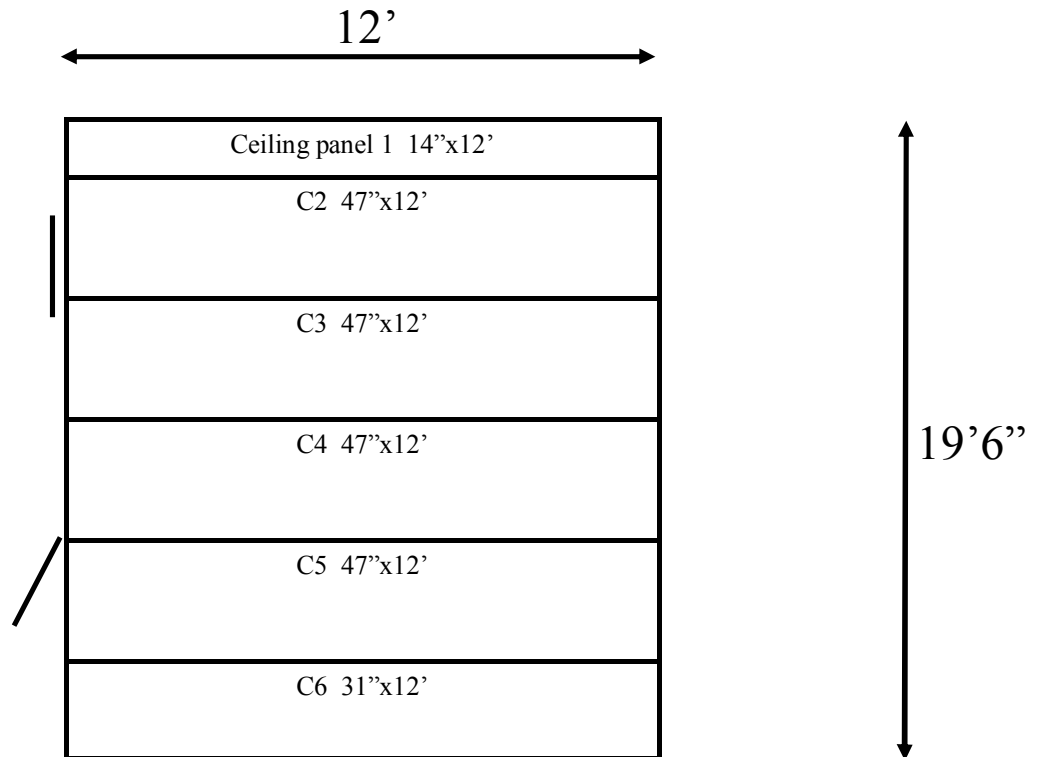 12’
Ceiling panel 1  14”x12’
C2  47”x12’
C3  47”x12’
C4  47”x12’
19’6”
C5  47”x12’
C6  31”x12’